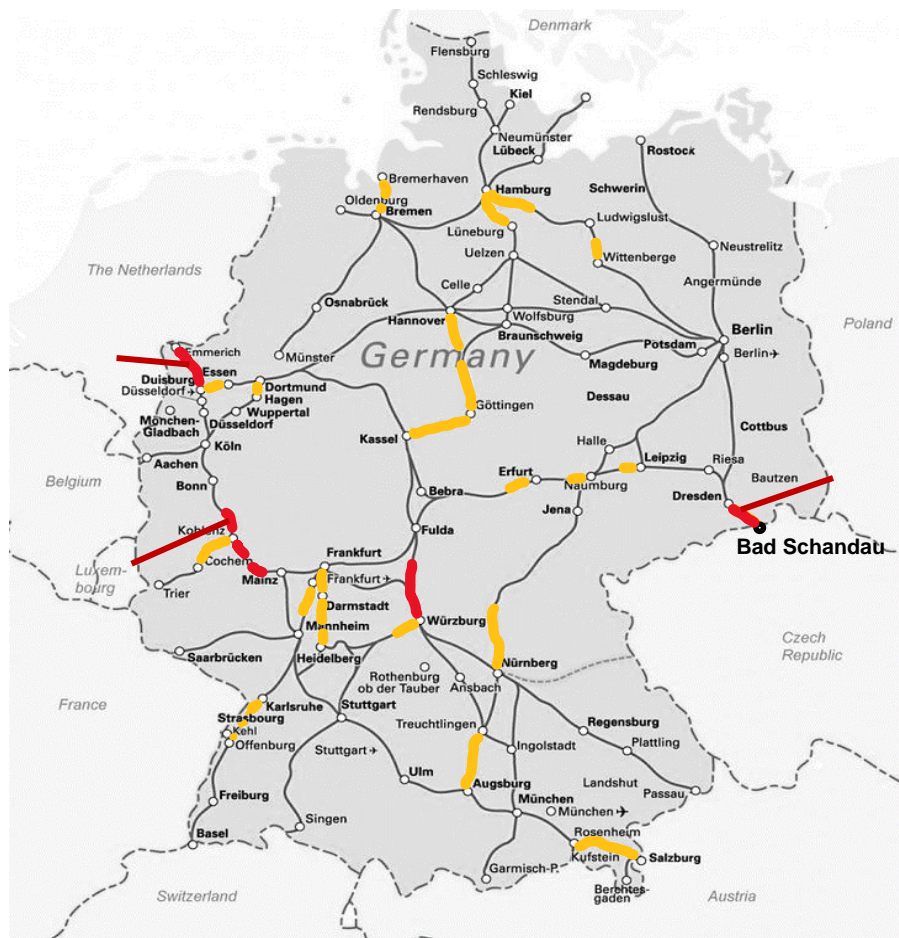 Denmark
Flensburg
Schleswig
Kiel
Rendsburg
Neumünster
Lübeck
Rostock
Bremerhaven
Hamburg
Schwerin
Oldenburg
Bremen
Ludwigslust
Lüneburg
Neustrelitz
Uelzen
Wittenberge
The Netherlands
Angermünde
Celle
Osnabrück
Stendal
Hannover
Wolfsburg
Poland
Berlin
Braunschweig
Potsdam
Emmerich
Münster
Germany
Magdeburg
Berlin
Essen
Duisburg
Düsseldorf
Dortmund
Hagen
Dessau
Göttingen
Wuppertal
Mönchen-
Gladbach
Düsseldorf
Cottbus
Kassel
Köln
Halle
Aachen
Leipzig
Riesa
Erfurt
Belgium
Bonn
Naumburg
Bautzen
Bebra
Dresden
Jena
Koblenz
Fulda
Bad Schandau
Frankfurt
Cochem
Luxem-
bourg
Mainz
Frankfurt
Trier
Darmstadt
Würzburg
Mannheim
Czech
Republic
Saarbrücken
Heidelberg
Nürnberg
Rothenburg
ob der Tauber
Ansbach
France
Karlsruhe
Stuttgart
Strasbourg
Kehl
Offenburg
Treuchtlingen
Regensburg
Stuttgart
Ingolstadt
Plattling
Ulm
Augsburg
Landshut
Passau
Freiburg
München
München
Singen
Basel
Rosenheim
Kufstein
Salzburg
Garmisch-P.
Berchtes-
gaden
Switzerland
Austria